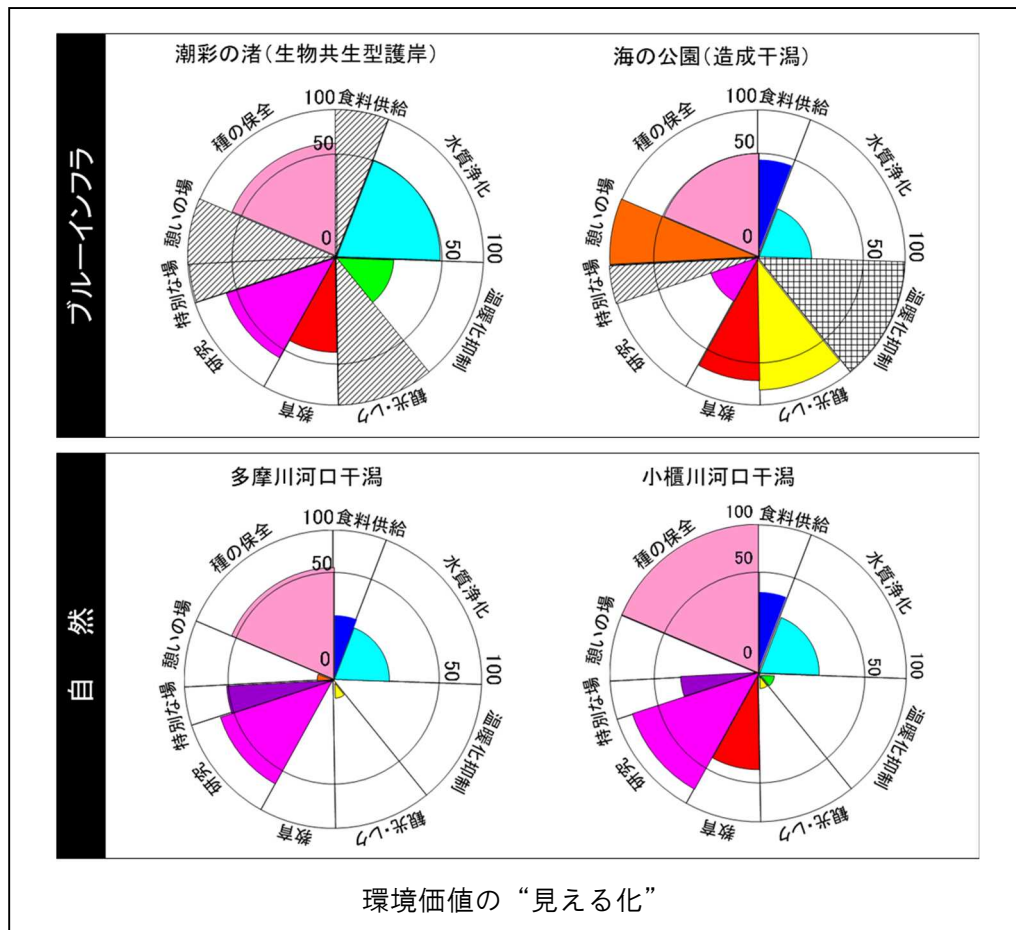 ブルーインフラ
潮彩の渚(生物共生型護岸)
100
50
0
50
100
食料供給
水質浄化
温暖化抑制
観光・レク
教育
研究
特別な場
憩いの場
種の保全
海の公園(造成干潟)
100
50
0
50
100
食料供給
水質浄化
温暖化抑制
観光・レク
教育
研究
特別な場
憩いの場
種の保全
自 然
多摩川河口干潟
100
50
0
50
100
食料供給
水質浄化
温暖化抑制
観光・レク
教育
研究
特別な場
憩いの場
種の保全
小櫃川河口干潟
100
50
0
50
100
食料供給
水質浄化
温暖化抑制
観光・レク
教育
研究
特別な場
憩いの場
種の保全
環境価値の“見える化”